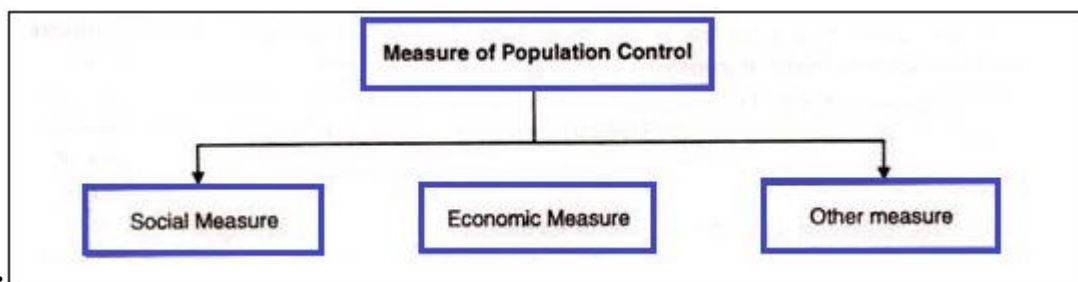 Measure of Population Control
Social Measure
Economic Measure
Other measure